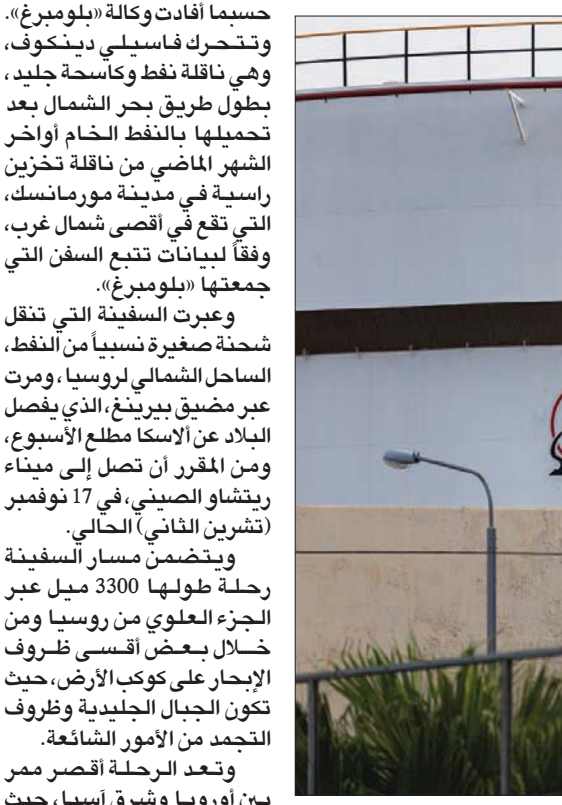 حسبما أفادت وكالة «بلومبرغ».
وتتحرك فاسيلي دينكوف،
وهي ناقلة نفط وكاسحة جليد،
بطول طريق بحر الشمال بعد
تحميلها بالنفط الخام أواخر
الشهر الماضي من ناقلة تخزين
راسية في مدينة مورمانسك،
التي تقع في أقصى شمال غرب،
وفقاً لبيانات تتبع السفن التي
جمعتها «بلومبرغ».
وعبرت السفينة التي تنقل
شحنة صغيرة نسبياً من النفط،
الساحل الشمالي لروسيا، ومرت
عبر مضيق بيرينغ، الذي يفصل
البلاد عن ألاسكا مطلع الأسبوع،
ومن المقرر أن تصل إلى ميناء
ريتشاو الصيني، في 17 نوفمبر
(تشرين الثاني) الحالي.
ويتضمن مسار السفينة
رحلة طولها 3300 ميل عبر
الجزء العلوي من روسيا ومن
خلال بعض أقسى ظروف
الإبحار على كوكب الأرض، حيث
تكون الجبال الجليدية وظروف
التجمد من الأمور الشائعة.
وتعد الرحلة أقصر ممر
بين أوروبا وشرق آسيا، حيث